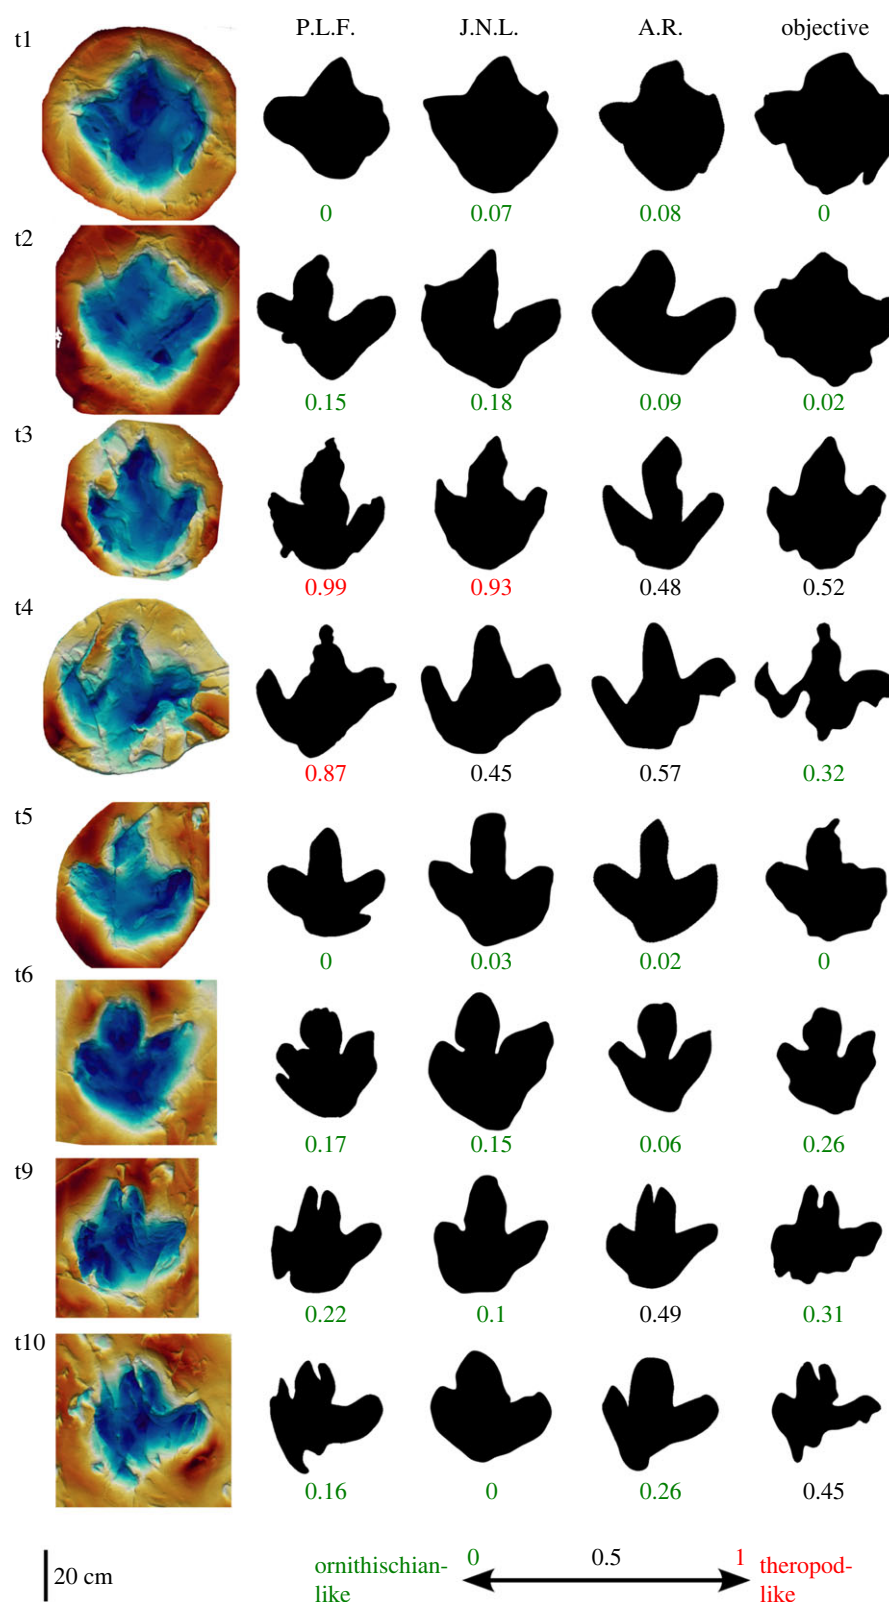 P.L.F. J.N.L. A.R. objective
t1
0 0.07 0.08 0
t2
0.15 0.18 0.09 0.02
t3
0.99 0.93 0.48 0.52
t4
0.87 0.45 0.57 0.32
t5
0 0.03 0.02 0
t6
0.17 0.15 0.06 0.26
t9
0.22 0.1 0.49 0.31
t10
0.16 0 0.26 0.45
20 cm
ornithischian-
like
0 0.5 1
theropod-
like